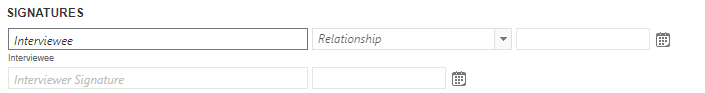 SIGNATURES
Interviewee Relationship
Interviewee
Interviewer Signature